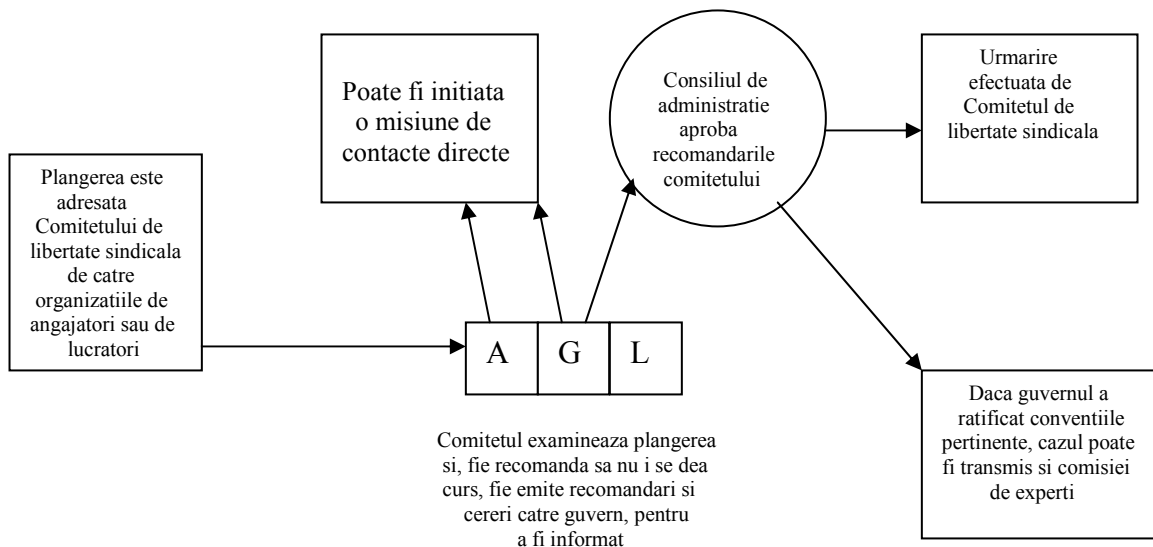 Plangerea este
adresata
Comitetului de
libertate sindicala
de catre
organizatiile de
angajatori sau de
lucratori
Poate fi initiata
o misiune de
contacte directe
Consiliul de
administratie
aproba
recomandarile
comitetului
Urmarire
efectuata de
Comitetul de
libertate sindicala
A G L
Comitetul examineaza plangerea
si, fie recomanda sa nu i se dea
curs, fie emite recomandari si
cereri catre guvern, pentru
a fi informat
Daca guvernul a
ratificat conventiile
pertinente, cazul poate
fi transmis si comisiei
de experti